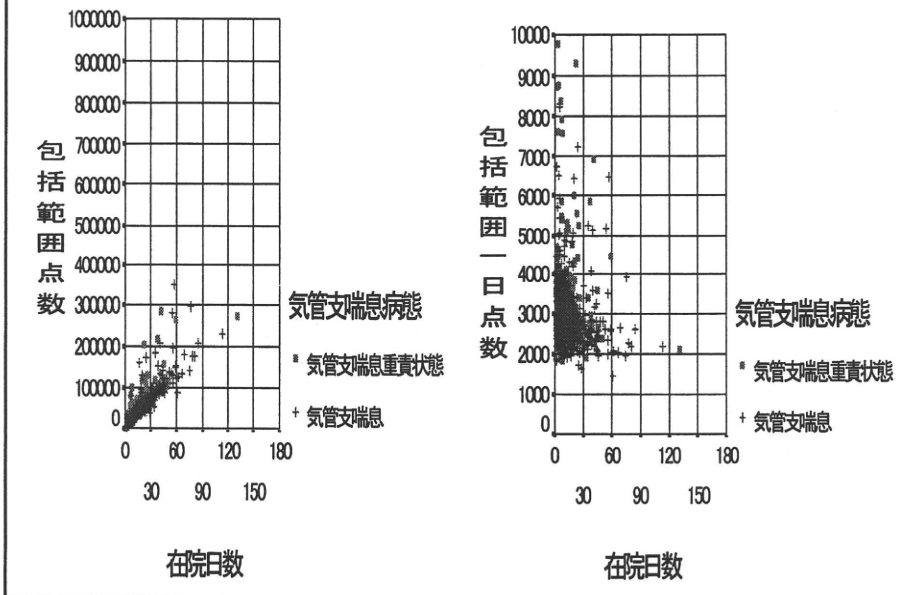 1000000
900000
800000
700000
600000
500000
400000
300000
200000
100000
0
包括範囲点数
0 60 120 180
30 90 150
在院日数
気管支喘息病態
気管支喘息重責状態
気管支喘息
10000
9000
8000
7000
6000
5000
4000
3000
2000
1000
0
包括範囲一日点数
0 60 120 180
30 90 150
在院日数
気管支喘息病態
気管支喘息重責状態
気管支喘息